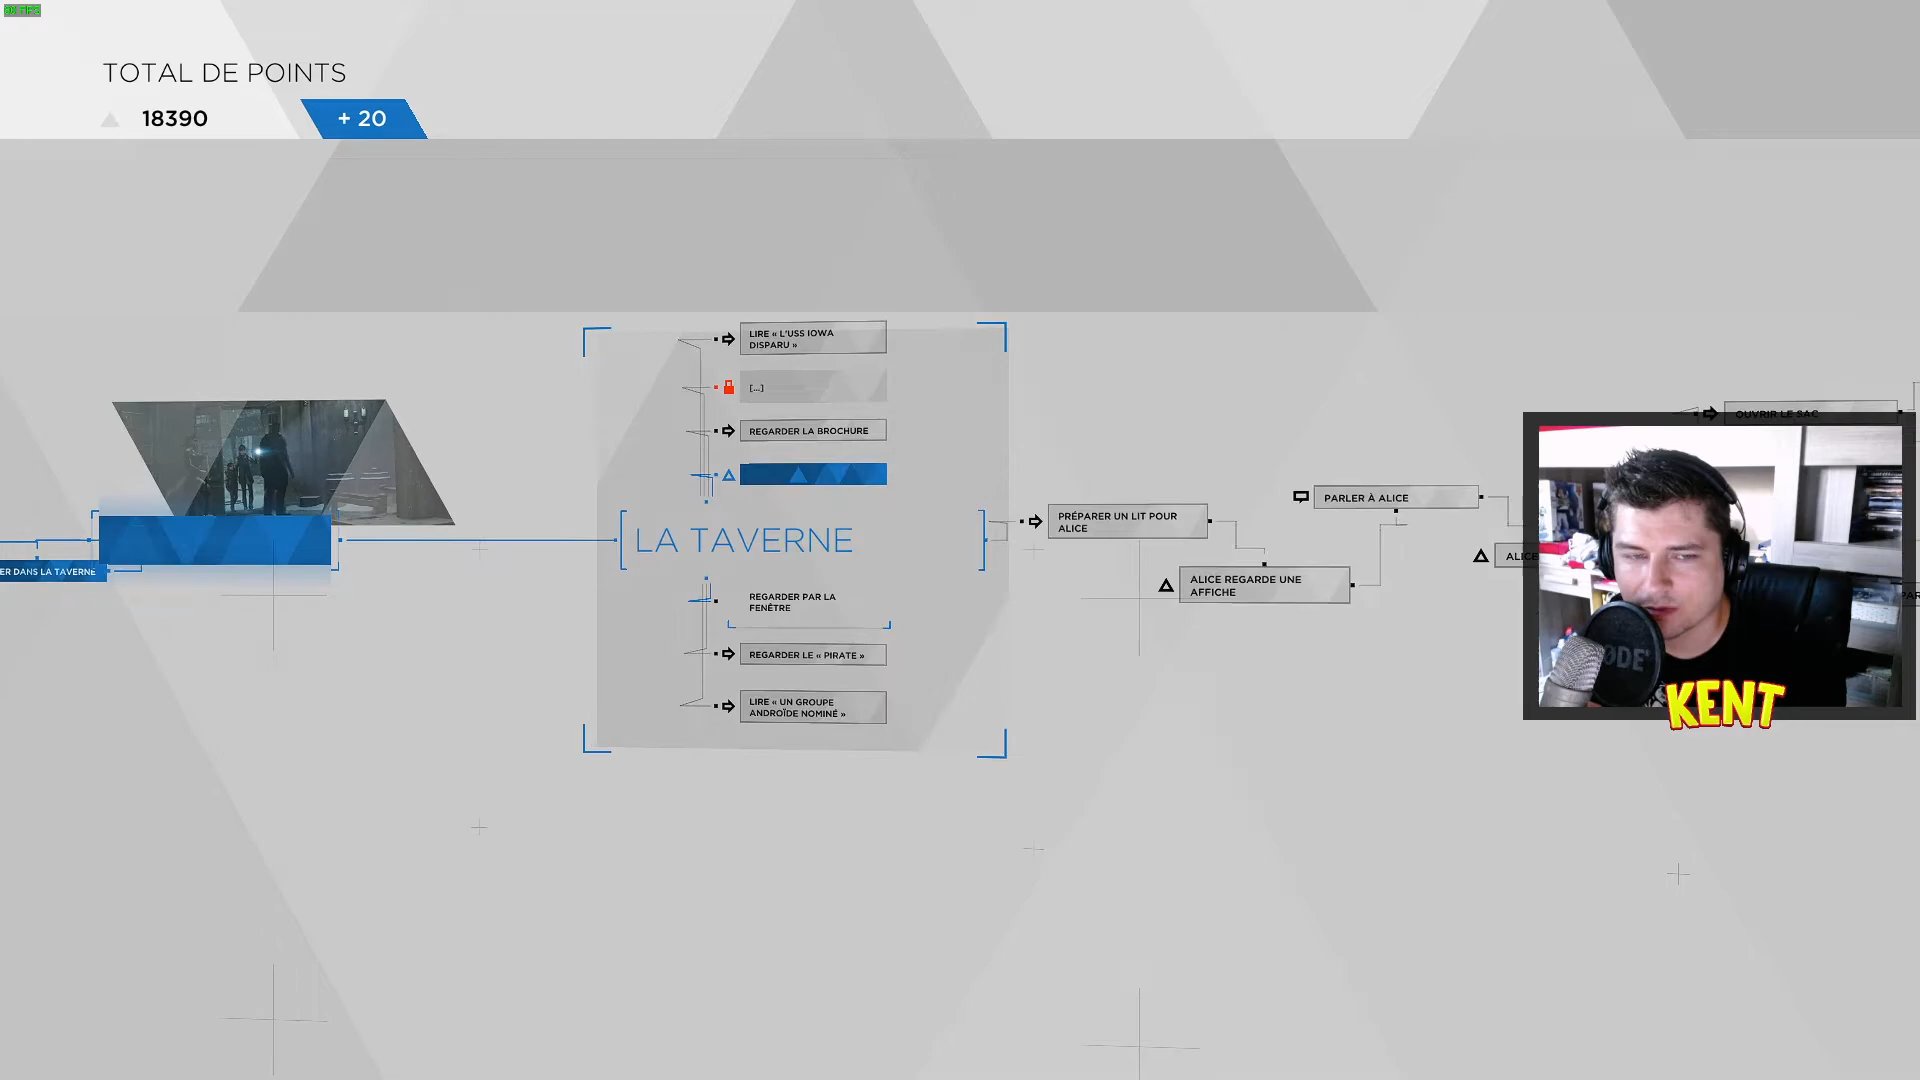 TOTAL DE POINTS
18390
+ 20
LIRE « L'USS IOWA
DISPARU »
[...]
REGARDER LA BROCHURE
OUVRIR LE SAC
PARLER À ALICE
LA TAVERNE
PRÉPARER UN LIT POUR
ALICE
ALICE
ER DANS LA TAVERNE
ALICE REGARDE UNE
AFFICHE
REGARDER PAR LA
FENÊTRE
PAR
REGARDER LE « PIRATE »
LIRE « UN GROUPE
ANDROÏDE NOMINÉ »
KENT